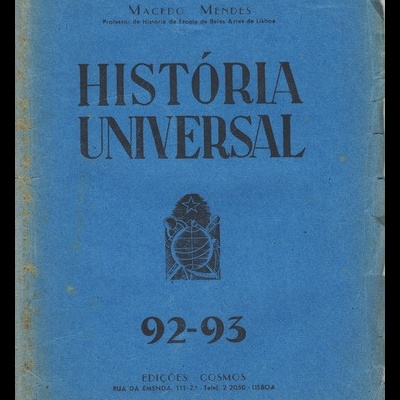 MACEDO MENDES
Professor de História da Escola de Belas Artes de Lisboa
HISTÓRIA
UNIVERSAL
92-93
EDIÇÕES COSMOS
RUA DA EMENDA, 111-2.º - Telef. 2 2050 - LISBOA